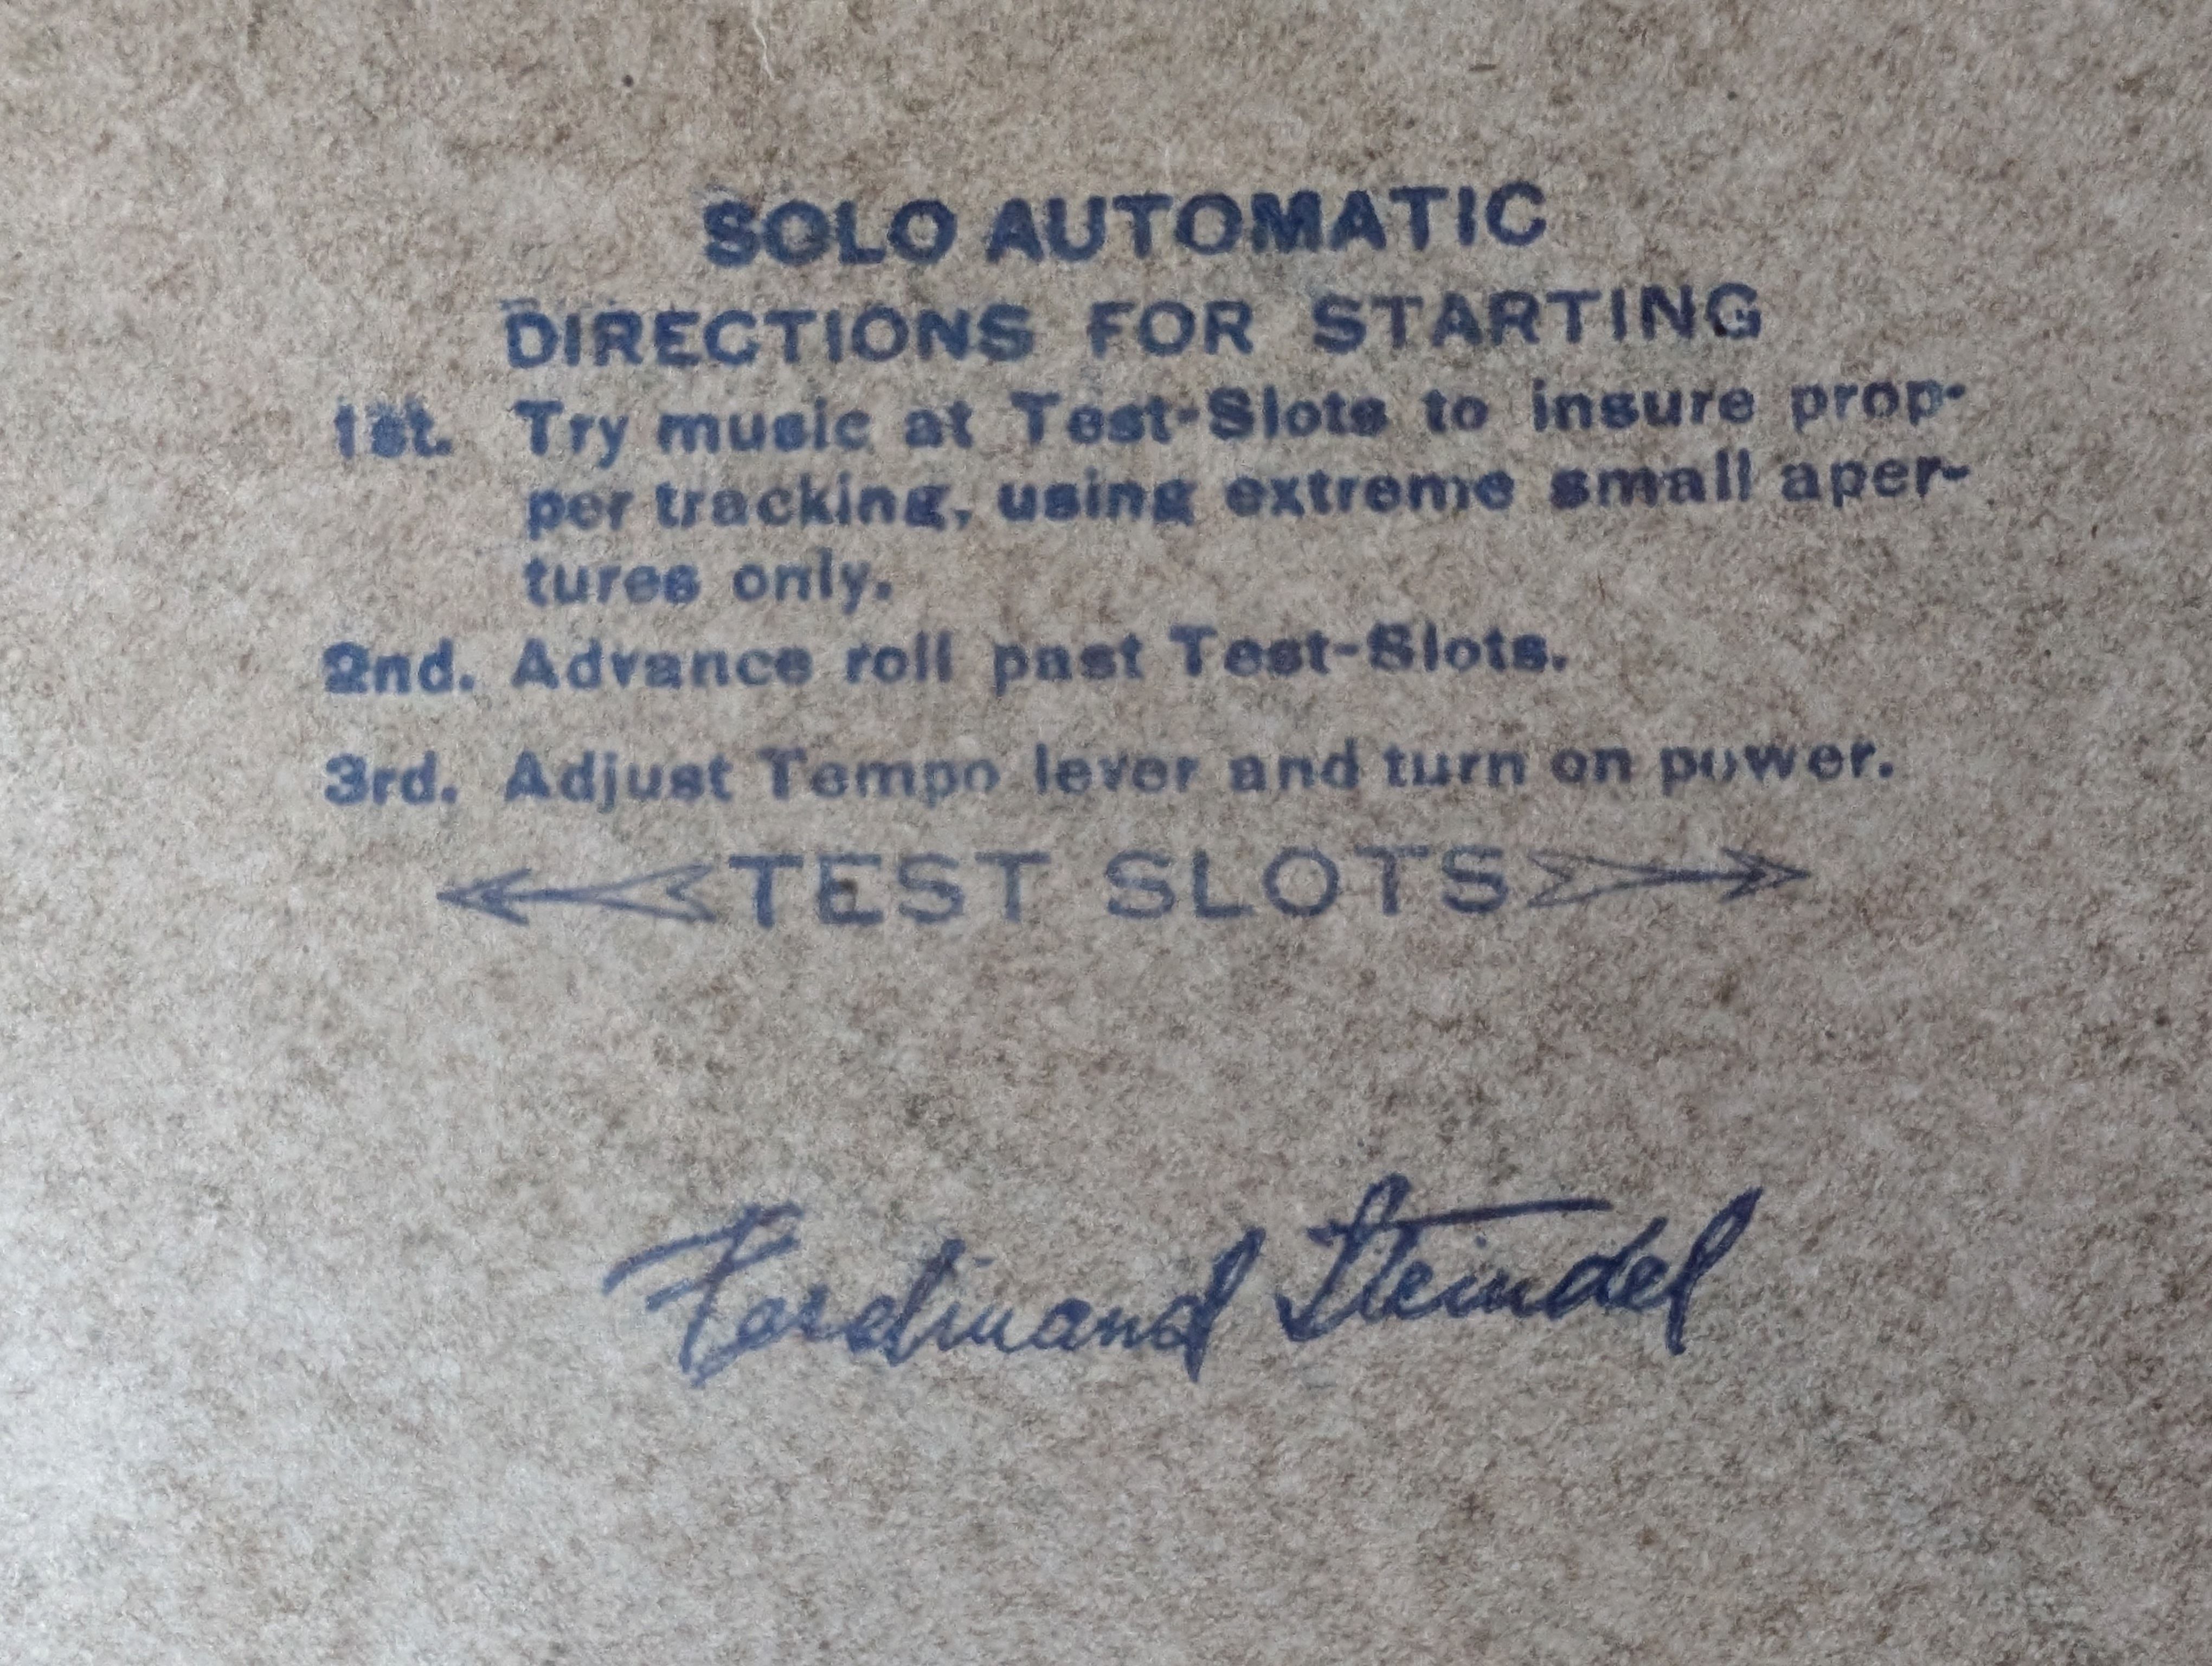 SOLO AUTOMATIC
DIRECTIONS FOR STARTING
1st. Try music at Test-Slots to insure prop-
per tracking, using extreme small aper-
tures only.
2nd. Advance roll past Test-Slots.
3rd. Adjust Tempo lever and turn on power.
TEST SLOTS
Ferdinand Steindel